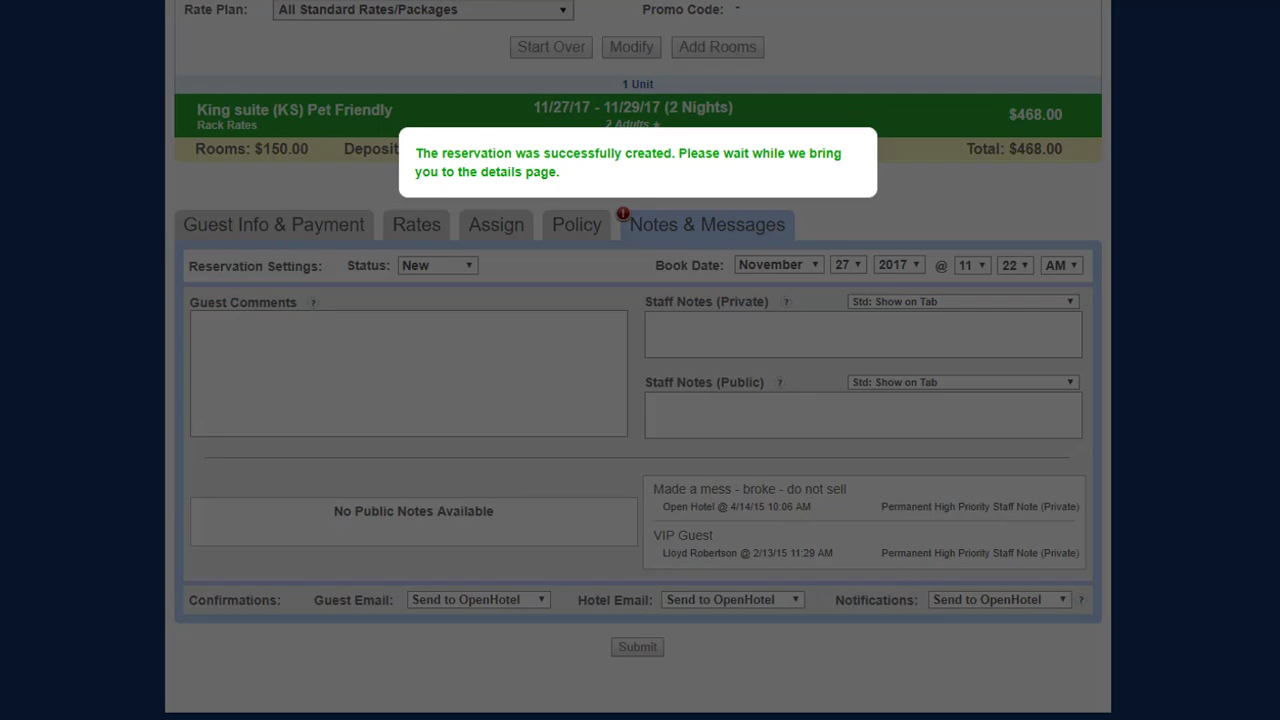 Rate Plan: All Standard Rates/Packages Promo Code: -
Start Over Modify Add Rooms
1 Unit
King suite (KS) Pet Friendly 11/27/17 - 11/29/17 (2 Nights) $468.00
Rack Rates 2 Adults ★
Rooms: $150.00 Deposit Total: $468.00
The reservation was successfully created. Please wait while we bring
you to the details page.
Guest Info & Payment Rates Assign Policy ! Notes & Messages
Reservation Settings: Status: New Book Date: November 27 2017 @ 11 22 AM
Guest Comments ? Staff Notes (Private) ? Std: Show on Tab
Staff Notes (Public) ? Std: Show on Tab
No Public Notes Available
Made a mess - broke - do not sell
Open Hotel @ 4/14/15 10:06 AM Permanent High Priority Staff Note (Private)
VIP Guest
Lloyd Robertson @ 2/13/15 11:29 AM Permanent High Priority Staff Note (Private)
Confirmations: Guest Email: Send to OpenHotel Hotel Email: Send to OpenHotel Notifications: Send to OpenHotel ?
Submit